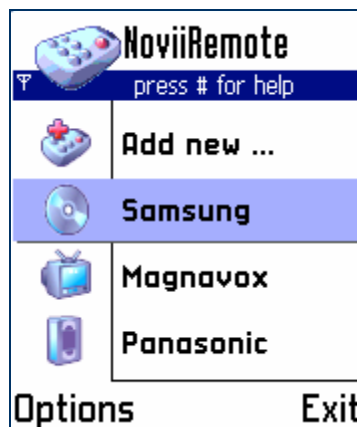 NoviiRemote
press # for help
Add new ...
Samsung
Magnavox
Panasonic
Options Exit